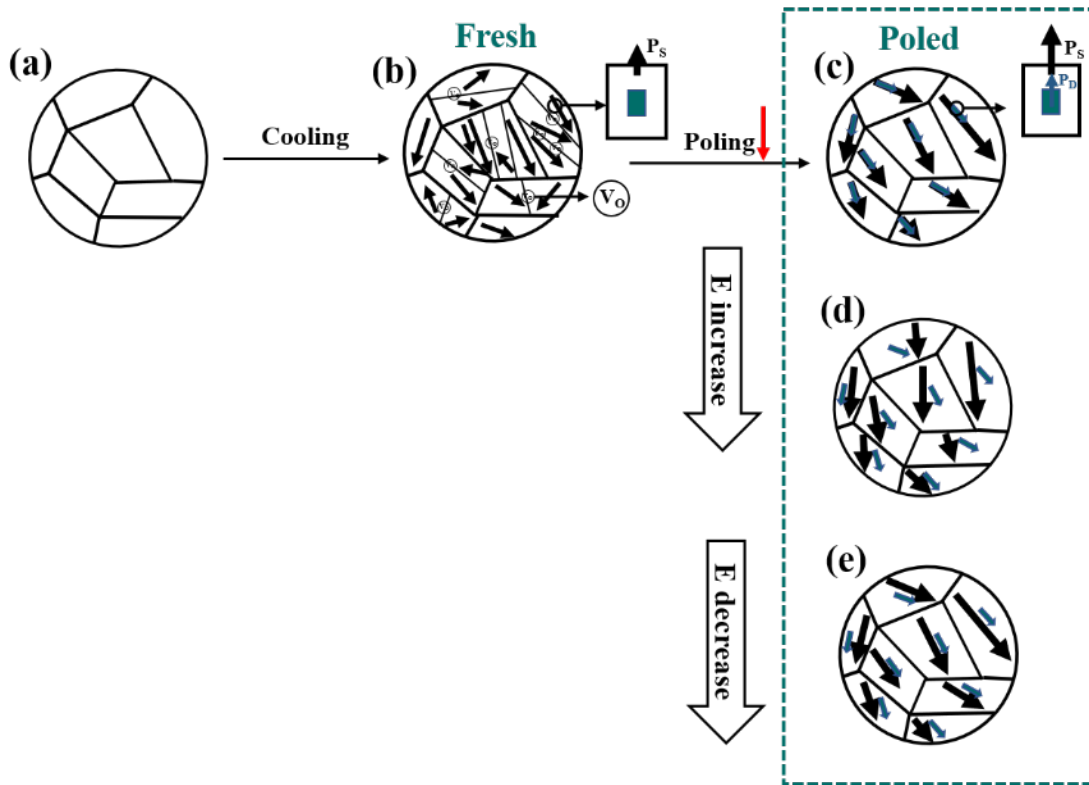 Fresh
Poled
(a)
(b)
P_S
(c)
P_S
P_D
Cooling
Poling
V_O
E increase
(d)
E decrease
(e)